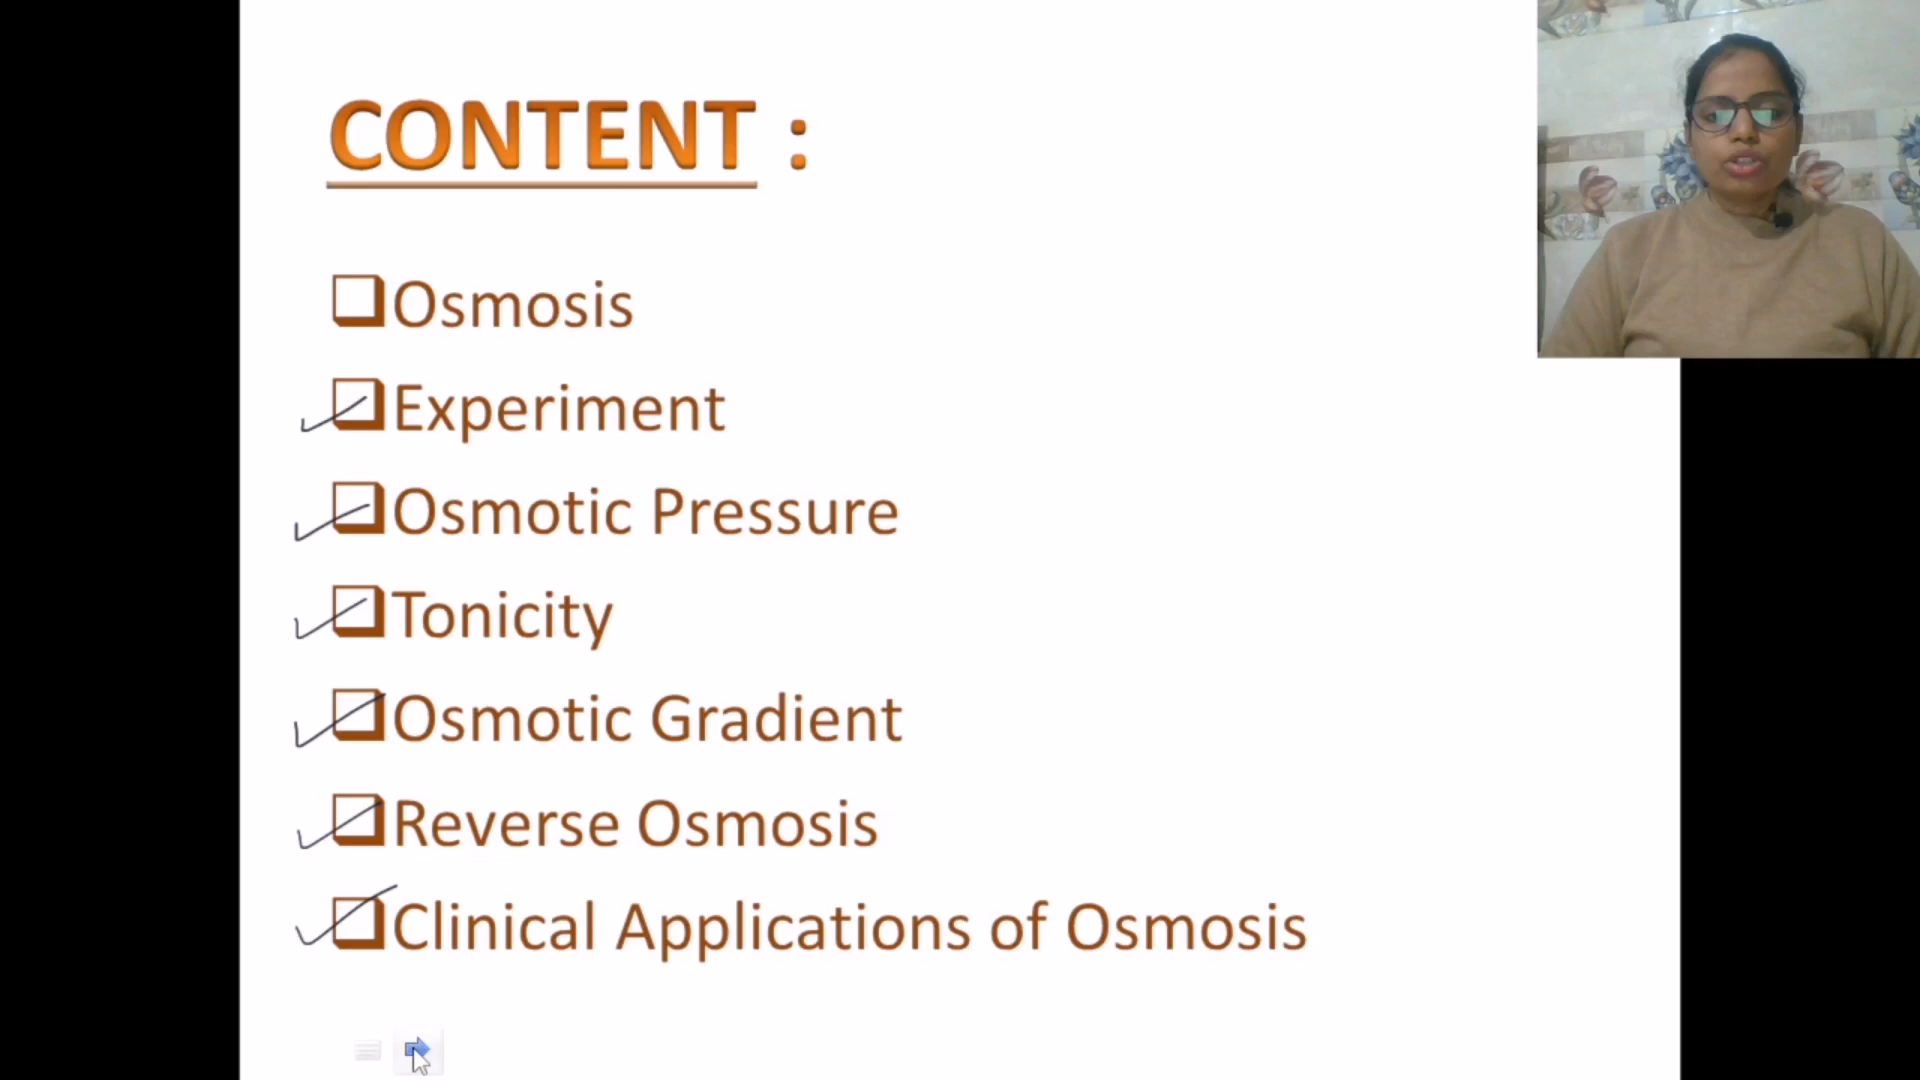 CONTENT :
Osmosis
Experiment
Osmotic Pressure
Tonicity
Osmotic Gradient
Reverse Osmosis
Clinical Applications of Osmosis